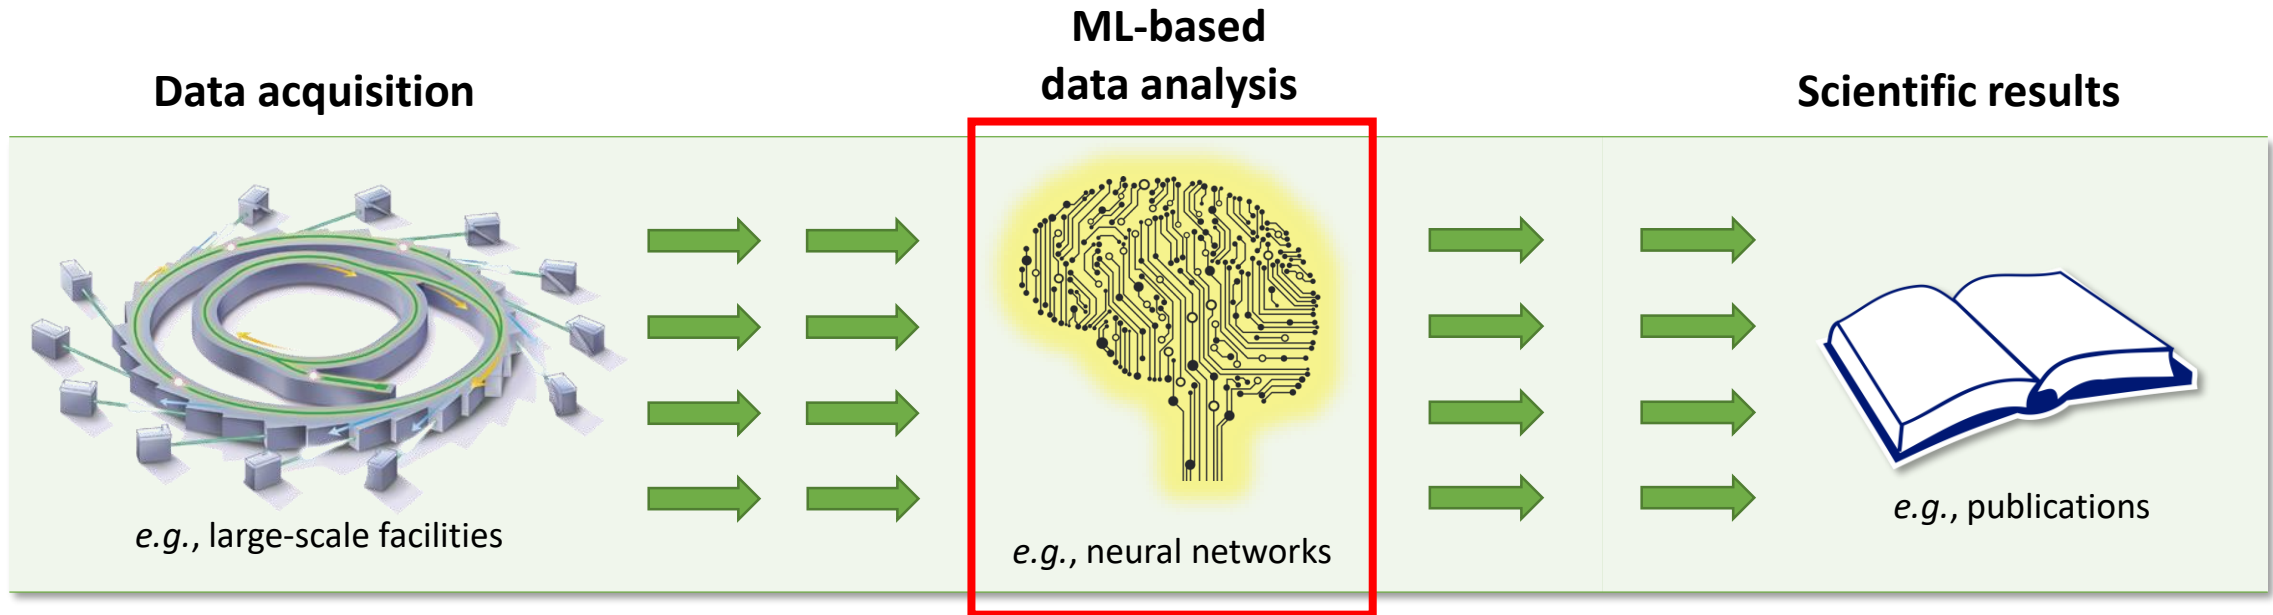 Data acquisition
e.g., large-scale facilities
ML-based
data analysis
e.g., neural networks
Scientific results
e.g., publications